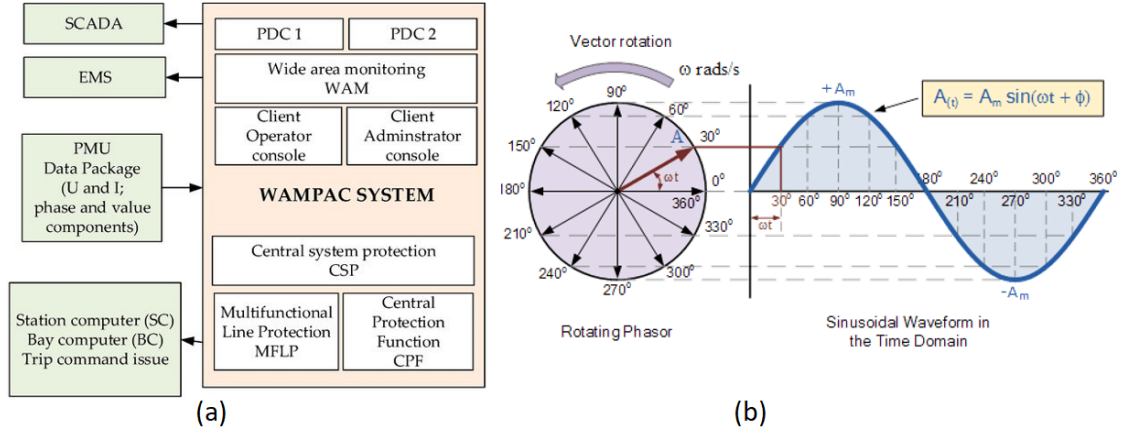 SCADA
EMS
PMU
Data Package
(U and I;
phase and value
components)
Station computer (SC)
Bay computer (BC)
Trip command issue
PDC 1
PDC 2
Wide area monitoring
WAM
Client
Operator
console
Client
Adminstrator
console
WAMPAC SYSTEM
Central system protection
CSP
Multifunctional
Line Protection
MFLP
Central
Protection
Function
CPF
(a)
Vector rotation
ω rads/s
90°
120°
60°
150°
A
30°
180°
ωt
0°
360°
210°
330°
240°
300°
270°
Rotating Phasor
+Am
A(t) = Am sin(ωt + ϕ)
30° 60° 90° 120° 150°
180° 240° 300° 360°
210° 270° 330°
ωt
-Am
Sinusoidal Waveform in
the Time Domain
(b)